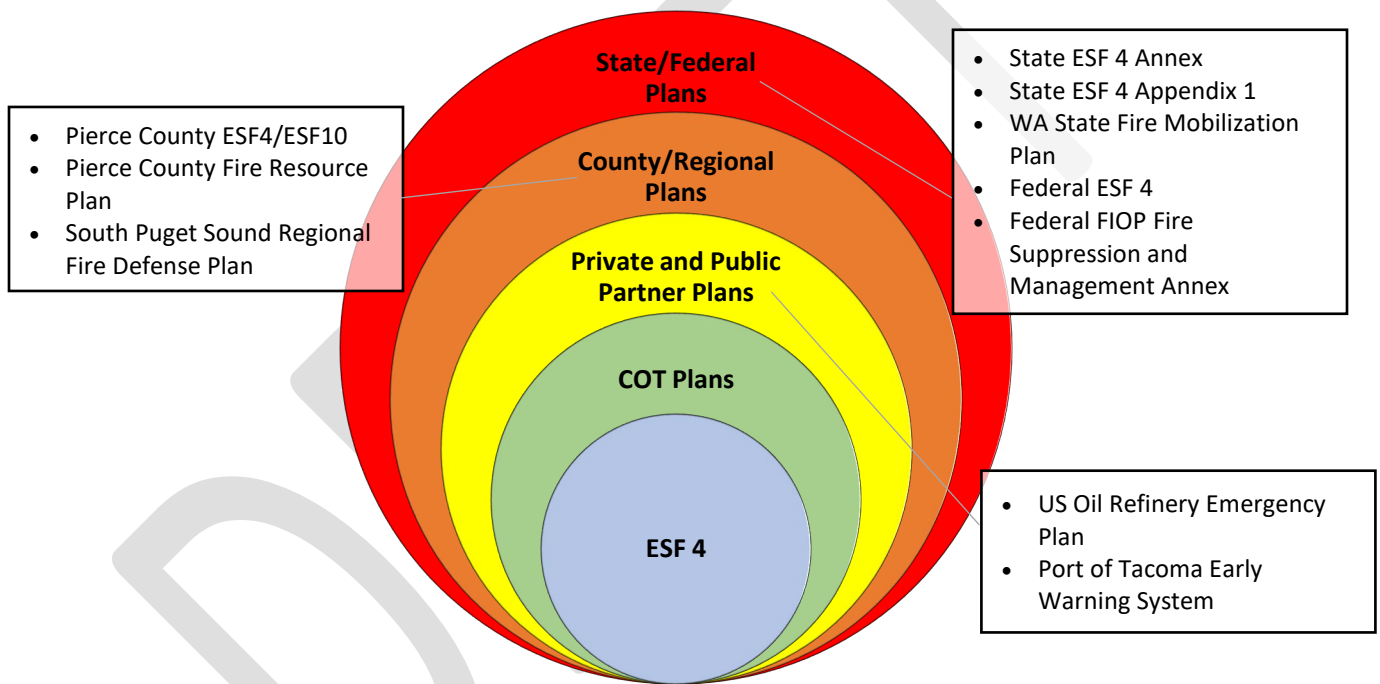 State/Federal
Plans
County/Regional
Plans
Private and Public
Partner Plans
COT Plans
ESF 4
• Pierce County ESF4/ESF10
• Pierce County Fire Resource
Plan
• South Puget Sound Regional
Fire Defense Plan
• State ESF 4 Annex
• State ESF 4 Appendix 1
• WA State Fire Mobilization
Plan
• Federal ESF 4
• Federal FIOP Fire
Suppression and
Management Annex
• US Oil Refinery Emergency
Plan
• Port of Tacoma Early
Warning System